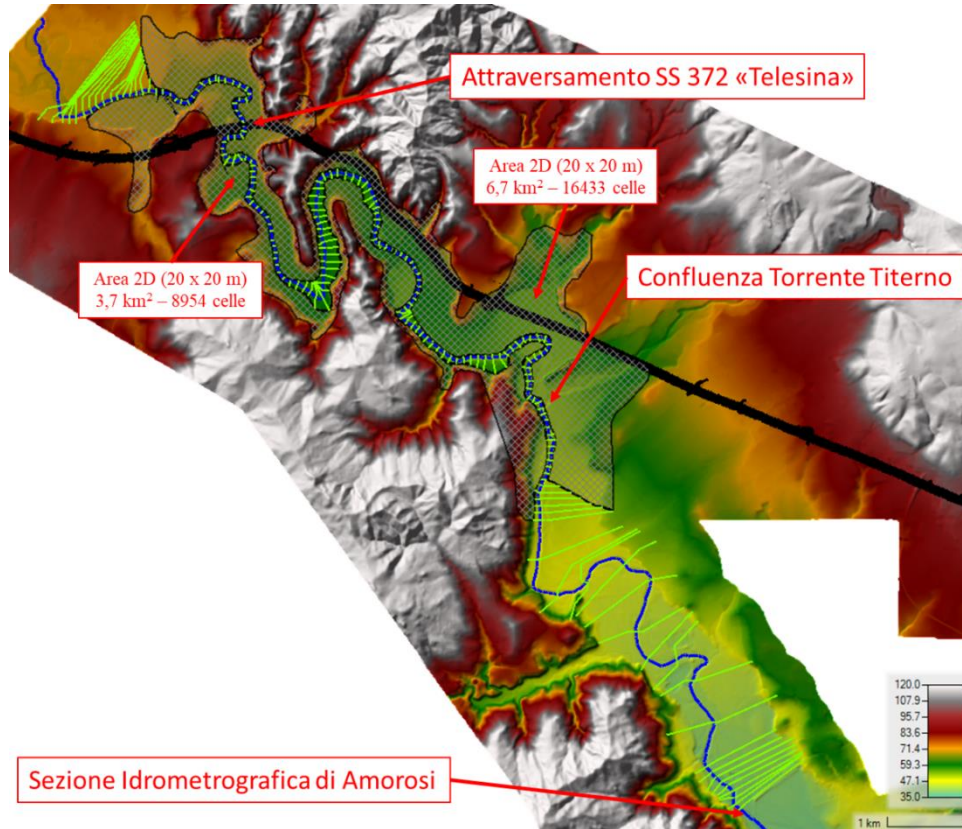 Attraversamento SS 372 «Telesina»
Area 2D (20 x 20 m)
6,7 km² – 16433 celle
Confluenza Torrente Titerno
Area 2D (20 x 20 m)
3,7 km² – 8954 celle
Sezione Idrometrografica di Amorosi
120.0
107.9
95.7
83.6
71.4
59.3
47.1
35.0
1 km